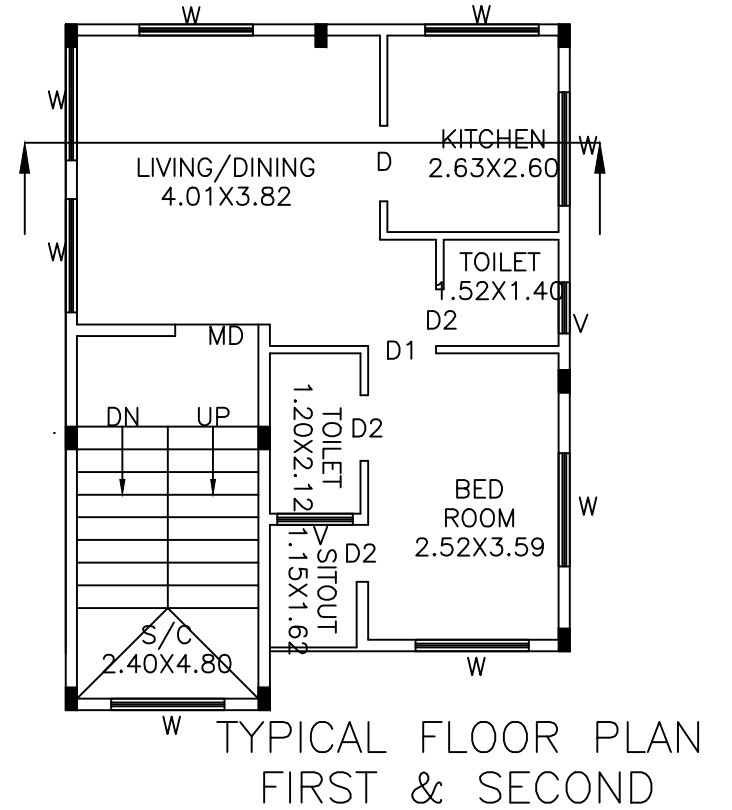 W
W
W
KITCHEN
2.63X2.60
W
D
LIVING/DINING
4.01X3.82
W
TOILET
1.52X1.40
D2
V
MD
D1
DN
UP
TOILET
1.20X2.12
D2
BED
ROOM
2.52X3.59
W
V
SITOUT
1.15X1.62
D2
S/C
2.40X4.80
W
W
TYPICAL FLOOR PLAN
FIRST & SECOND